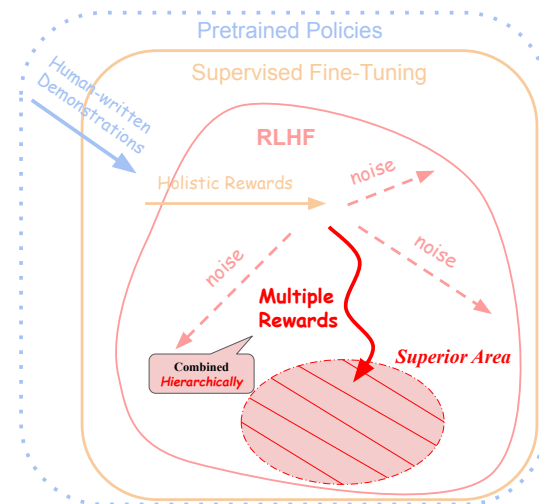 Pretrained Policies
Supervised Fine-Tuning
Human-written
Demonstrations
RLHF
Holistic Rewards
noise
noise
noise
Multiple
Rewards
Superior Area
Combined
Hierarchically